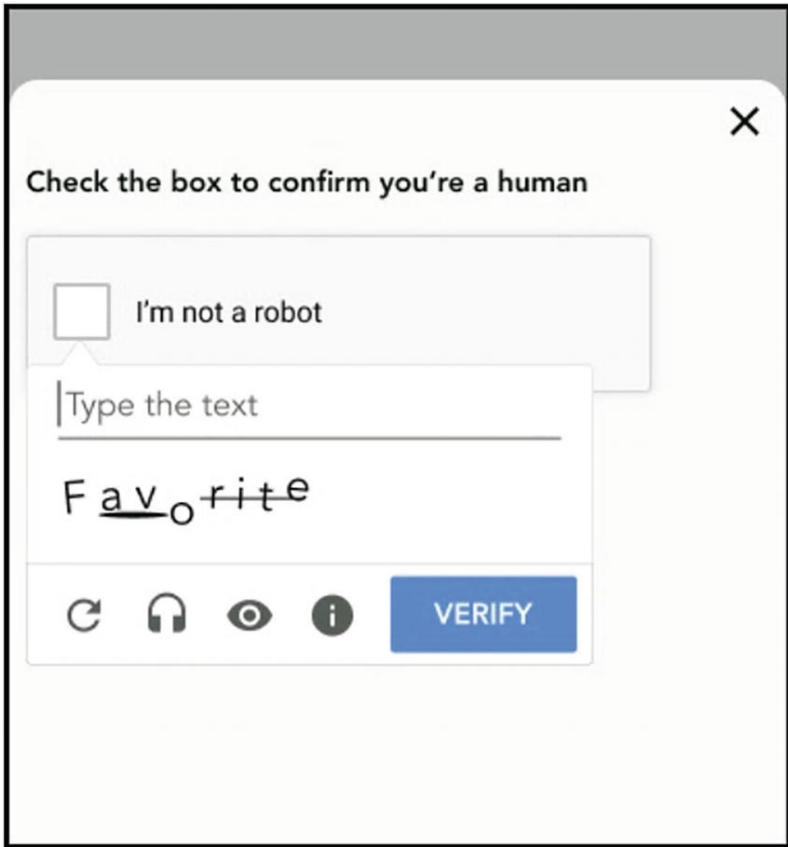 Check the box to confirm you're a human
I'm not a robot
Type the text
Favorite
VERIFY